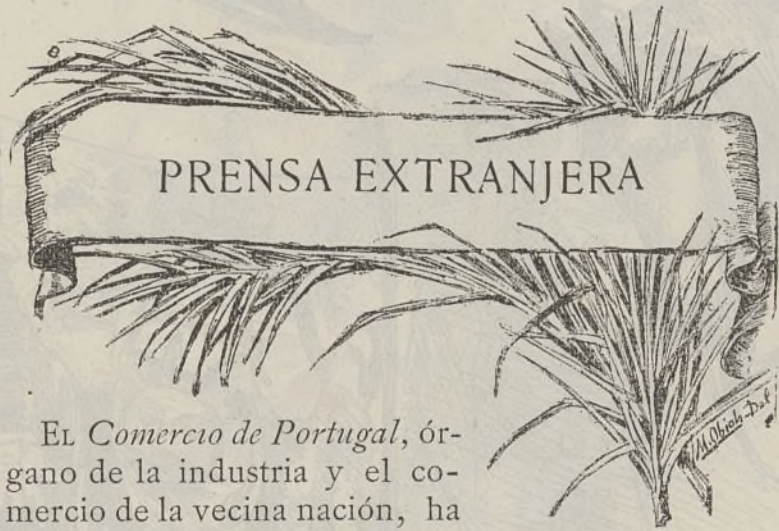 PRENSA EXTRANJERA
EL Comercio de Portugal, ór-
gano de la industria y el co-
mercio de la vecina nación, ha